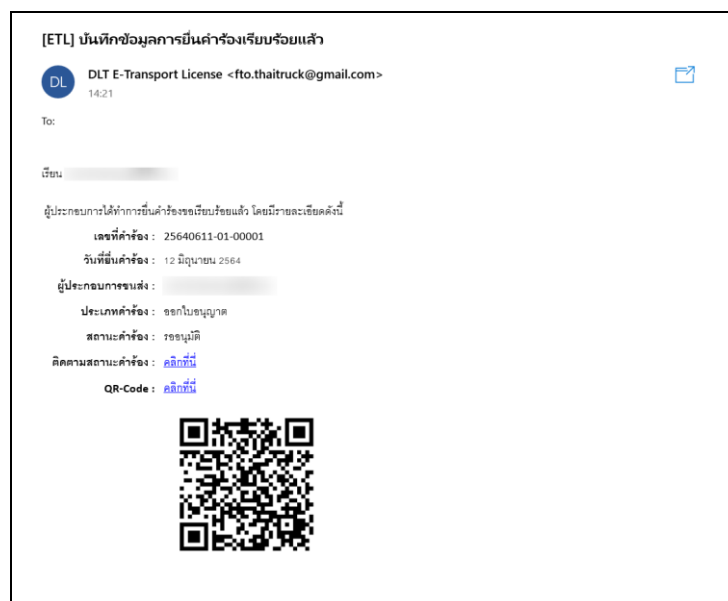 [ETL] บันทึกข้อมูลการยื่นคำร้องเรียบร้อยแล้ว
DL
DLT E-Transport License <fto.thaitruck@gmail.com>
14:21
To:
เรียน
ผู้ประกอบการได้ทำการยื่นคำร้องขอเรียบร้อยแล้ว โดยมีรายละเอียดดังนี้
เลขที่คำร้อง : 25640611-01-00001
วันที่ยื่นคำร้อง : 12 มิถุนายน 2564
ผู้ประกอบการขนส่ง :
ประเภทคำร้อง : ออกใบอนุญาต
สถานะคำร้อง : รออนุมัติ
ติดตามสถานะคำร้อง : คลิกที่นี่
QR-Code : คลิกที่นี่